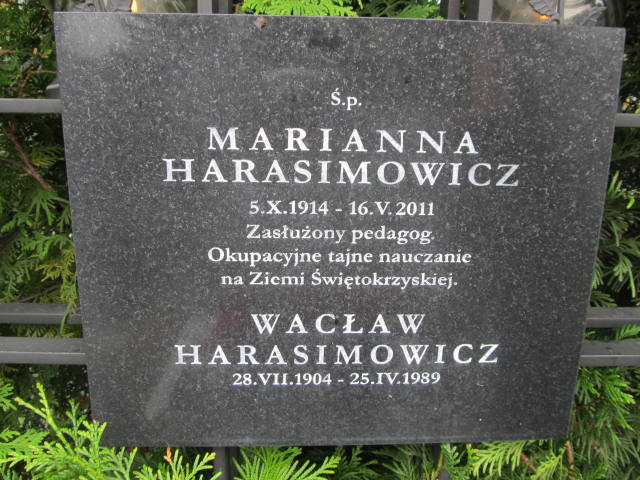 Ś.p.
MARIANNA
HARASIMOWICZ
5.X.1914 - 16.V.2011
Zasłużony pedagog.
Okupacyjne tajne nauczanie
na Ziemi Świętokrzyskiej.
WACŁAW
HARASIMOWICZ
28.VII.1904 - 25.IV.1989